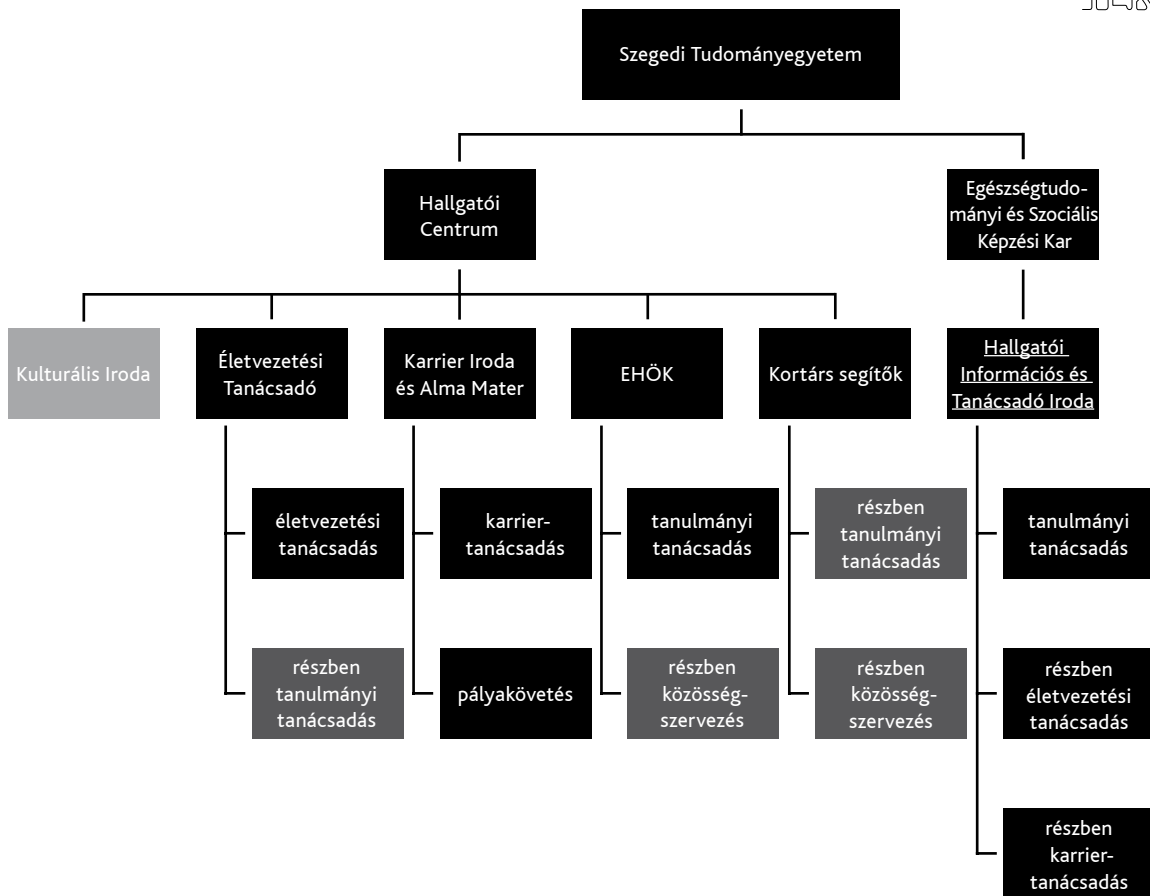 Szegedi Tudományegyetem
Hallgatói
Centrum
Egészségtudo-
mányi és Szociális
Képzési Kar
Kulturális Iroda
Életvezetési
Tanácsadó
Karrier Iroda
és Alma Mater
EHÖK
Kortárs segítők
Hallgatói
Információs és
Tanácsadó Iroda
életvezetési
tanácsadás
karrier-
tanácsadás
tanulmányi
tanácsadás
részben
tanulmányi
tanácsadás
tanulmányi
tanácsadás
részben
tanulmányi
tanácsadás
pályakövetés
részben
közösség-
szervezés
részben
közösség-
szervezés
részben
életvezetési
tanácsadás
részben
karrier-
tanácsadás